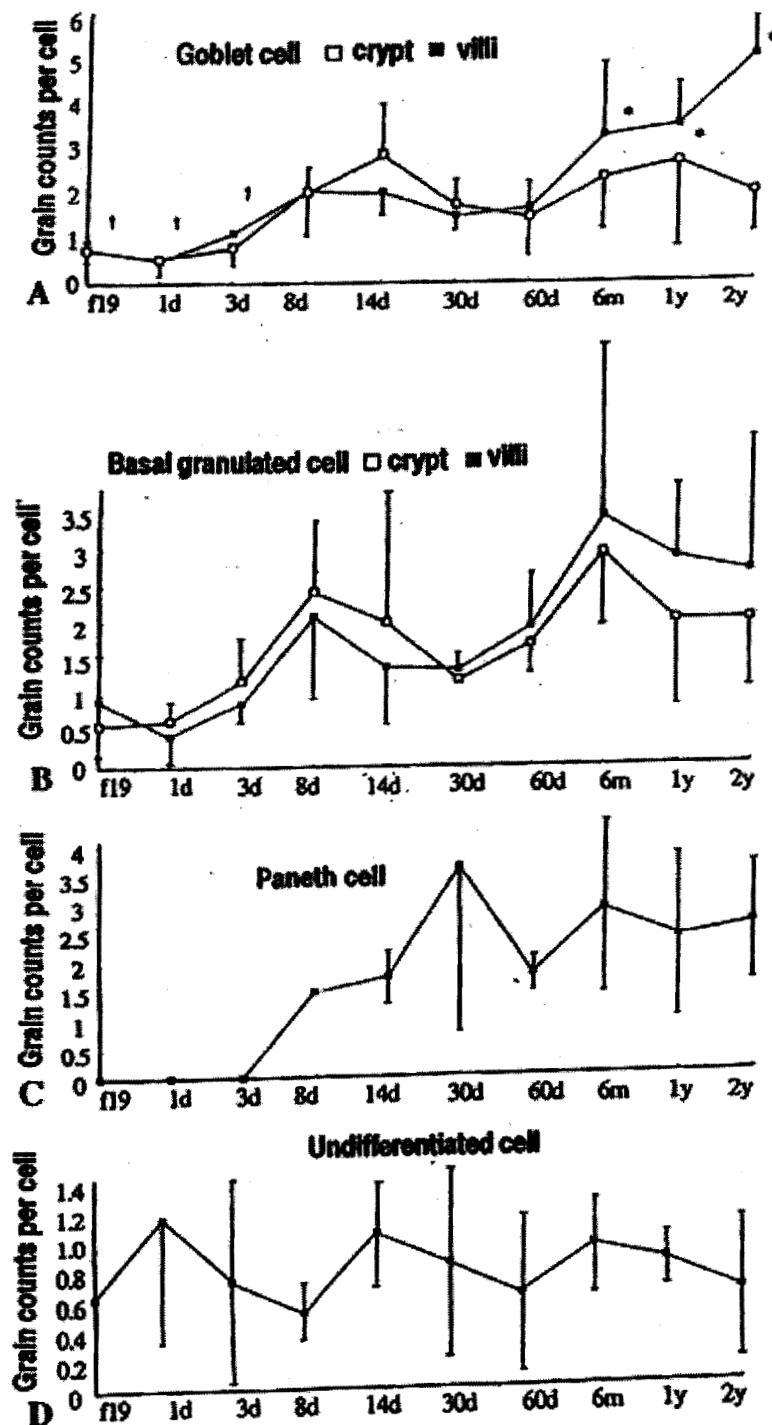 Goblet cell □ crypt ■ villi
Grain counts per cell
6
5
4
3
2
1
0
† † †
* * *
A
f19 1d 3d 8d 14d 30d 60d 6m 1y 2y
Basal granulated cell □ crypt ■ villi
Grain counts per cell
3.5
3
2.5
2
1.5
1
0.5
0
B
f19 1d 3d 8d 14d 30d 60d 6m 1y 2y
Paneth cell
Grain counts per cell
4
3.5
3
2.5
2
1.5
1
0.5
0
C
f19 1d 3d 8d 14d 30d 60d 6m 1y 2y
Undifferentiated cell
Grain counts per cell
1.4
1.2
1.0
0.8
0.6
0.4
0.2
0
D
f19 1d 3d 8d 14d 30d 60d 6m 1y 2y